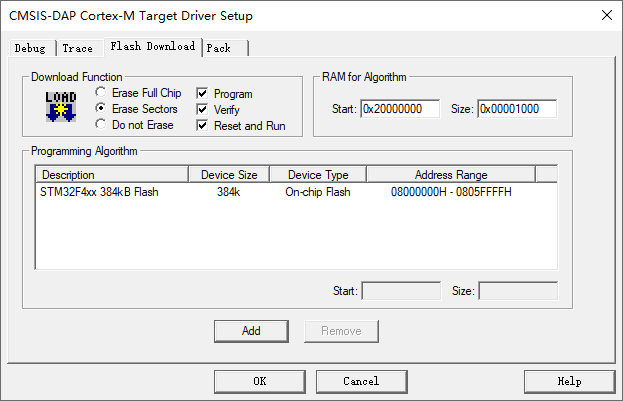 CMSIS-DAP Cortex-M Target Driver Setup
Debug Trace Flash Download Pack
Download Function
LOAD
Erase Full Chip
Erase Sectors
Do not Erase
Program
Verify
Reset and Run
RAM for Algorithm
Start: 0x20000000 Size: 0x00001000
Programming Algorithm
Description Device Size Device Type Address Range
STM32F4xx 384kB Flash 384k On-chip Flash 08000000H - 0805FFFFH
Start: Size:
Add Remove
OK Cancel Help